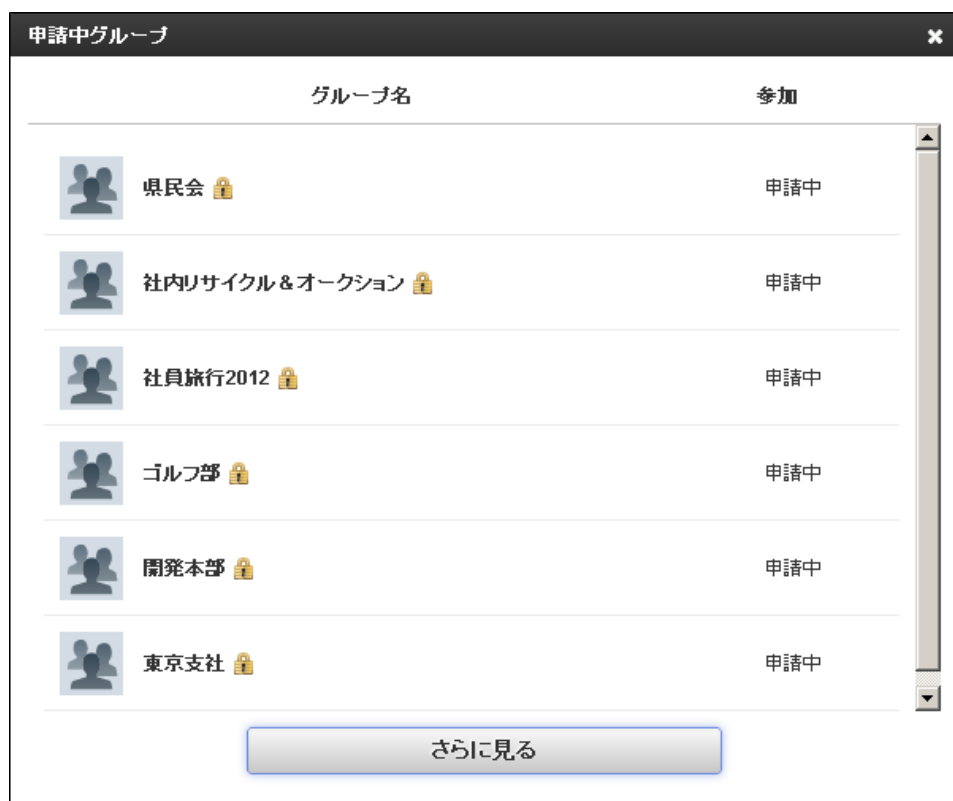 申請中グループ
グループ名 参加
県民会 申請中
社内リサイクル＆オークション 申請中
社員旅行2012 申請中
ゴルフ部 申請中
開発本部 申請中
東京支社 申請中
さらに見る